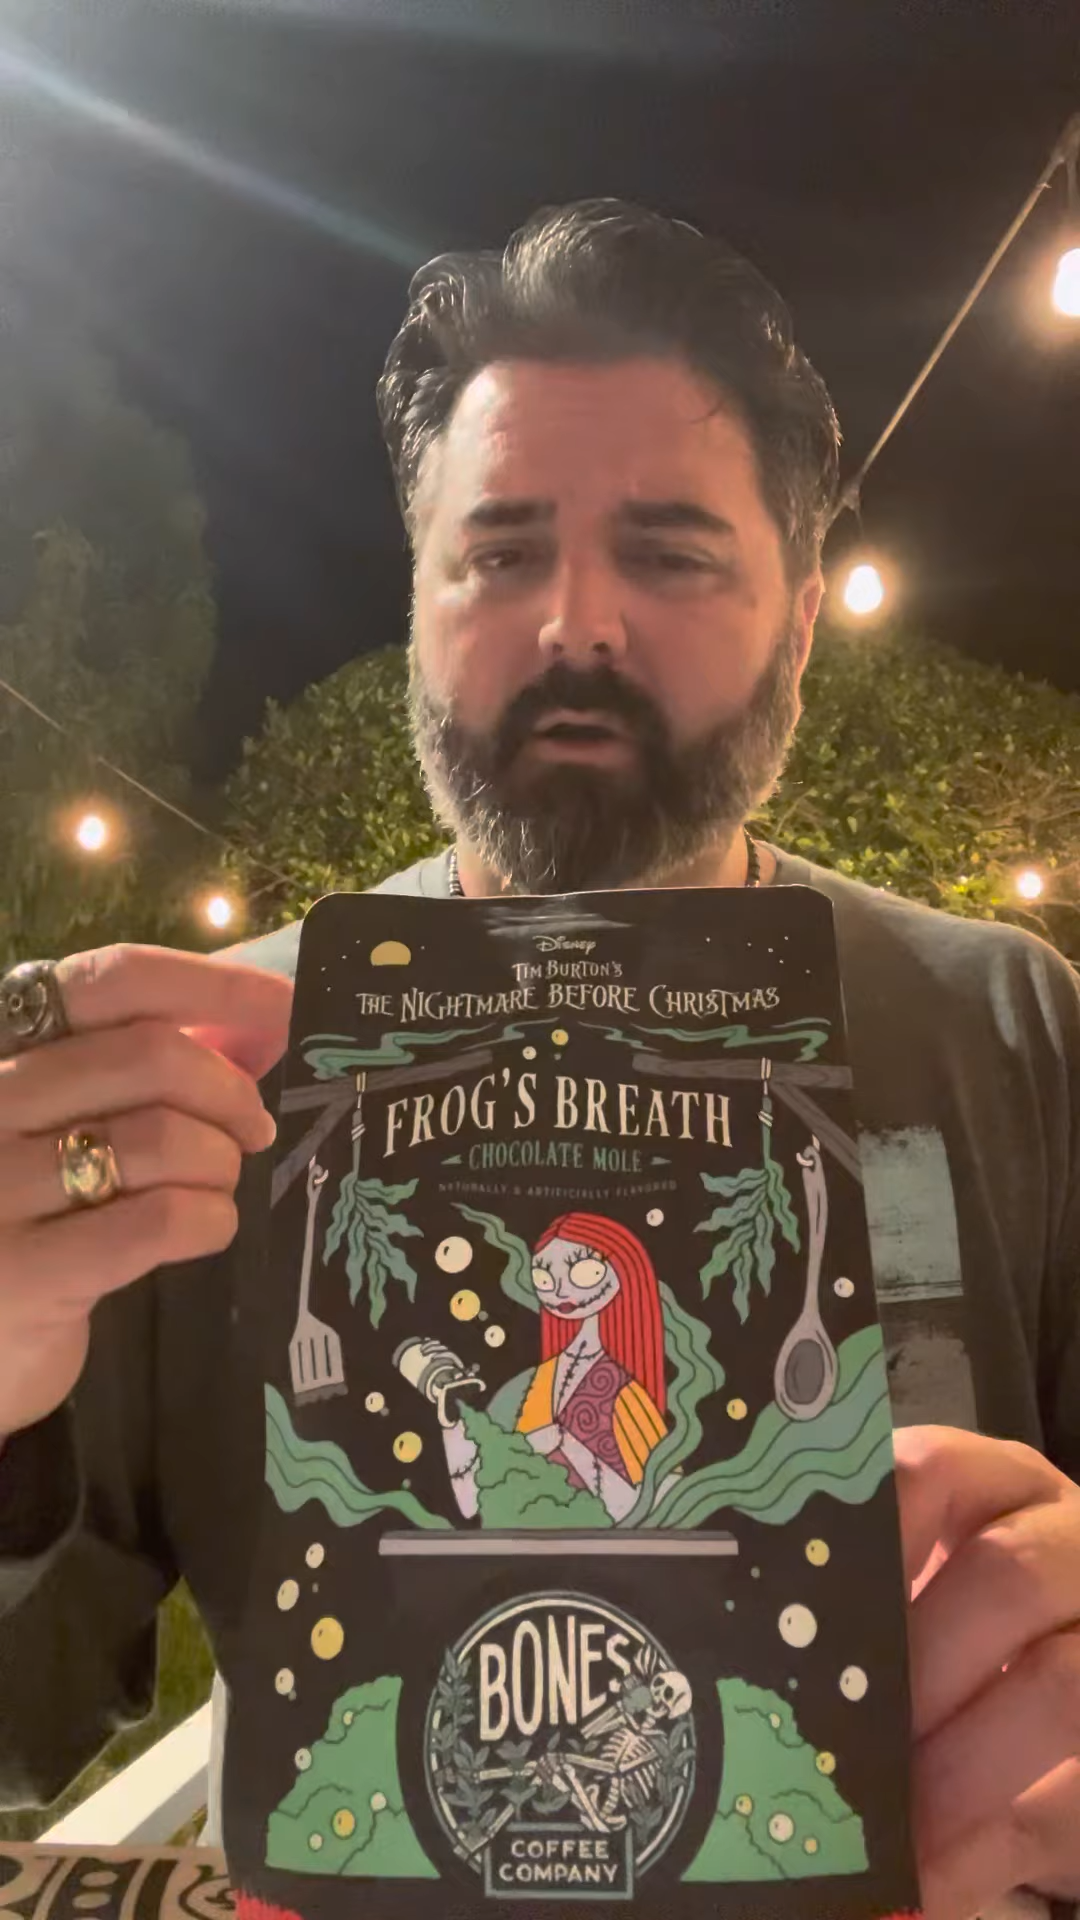 Disney
TIM BURTON'S
THE NIGHTMARE BEFORE CHRISTMAS
FROG'S BREATH
CHOCOLATE MOLE
NATURALLY & ARTIFICIALLY FLAVORED
BONES
COFFEE
COMPANY